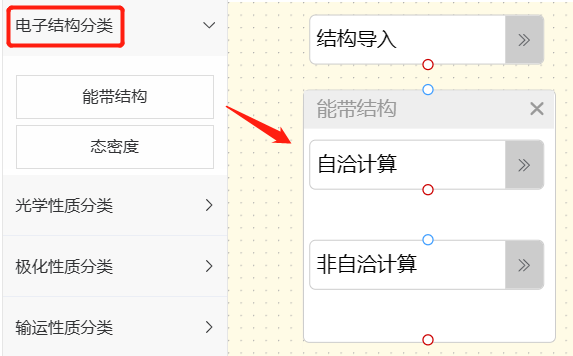 电子结构分类
能带结构
态密度
光学性质分类
极化性质分类
输运性质分类
结构导入
能带结构
自洽计算
非自洽计算